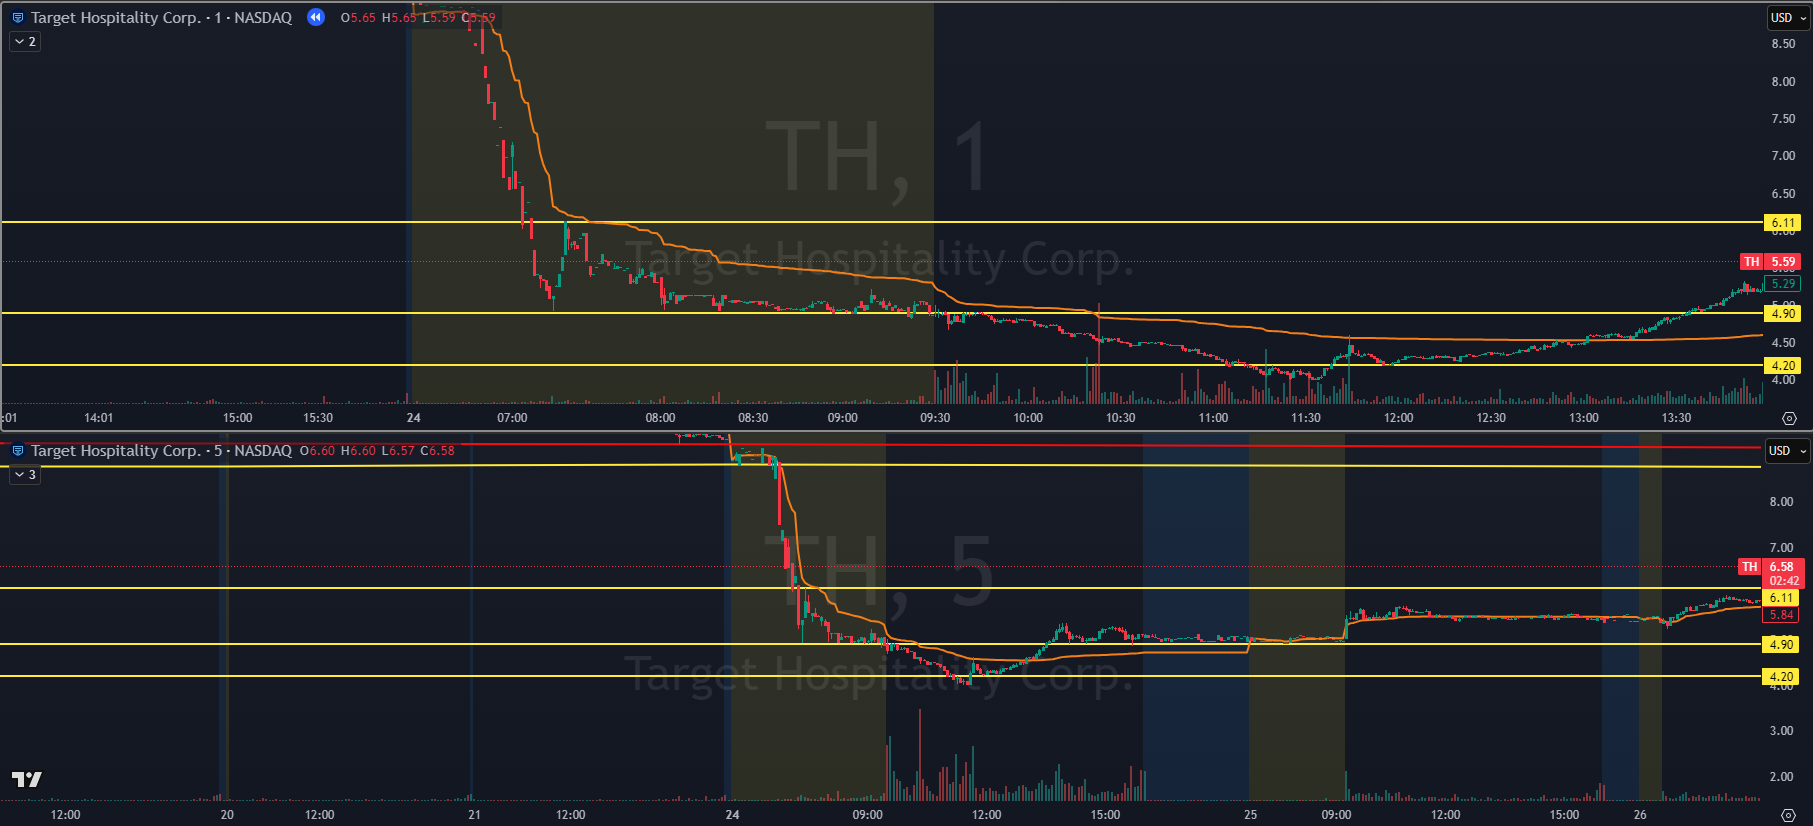 Target Hospitality Corp. · 1 · NASDAQ O5.65 H5.65 L5.59 C5.59
2
USD
8.50
8.00
7.50
7.00
6.50
6.11
6.00
TH 5.59
5.29
5.00
4.90
4.50
4.20
4.00
TH, 1
Target Hospitality Corp.
:01 14:01 15:00 15:30 24 07:00 08:00 08:30 09:00 09:30 10:00 10:30 11:00 11:30 12:00 12:30 13:00 13:30
Target Hospitality Corp. · 5 · NASDAQ O6.60 H6.60 L6.57 C6.58
3
USD
8.00
7.00
TH 6.58
02:42
6.11
5.84
4.90
4.20
4.00
3.00
2.00
TH, 5
Target Hospitality Corp.
12:00 20 12:00 21 12:00 24 09:00 12:00 15:00 25 09:00 12:00 15:00 26